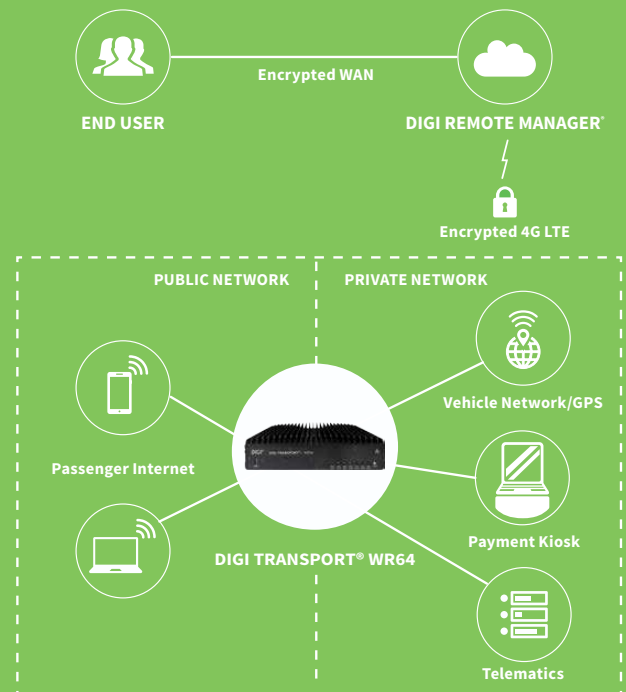 Encrypted WAN
END USER
DIGI REMOTE MANAGER®
Encrypted 4G LTE
PUBLIC NETWORK
PRIVATE NETWORK
Vehicle Network/GPS
Passenger Internet
DIGI
DIGI TRANSPORT® WR64
Payment Kiosk
Telematics